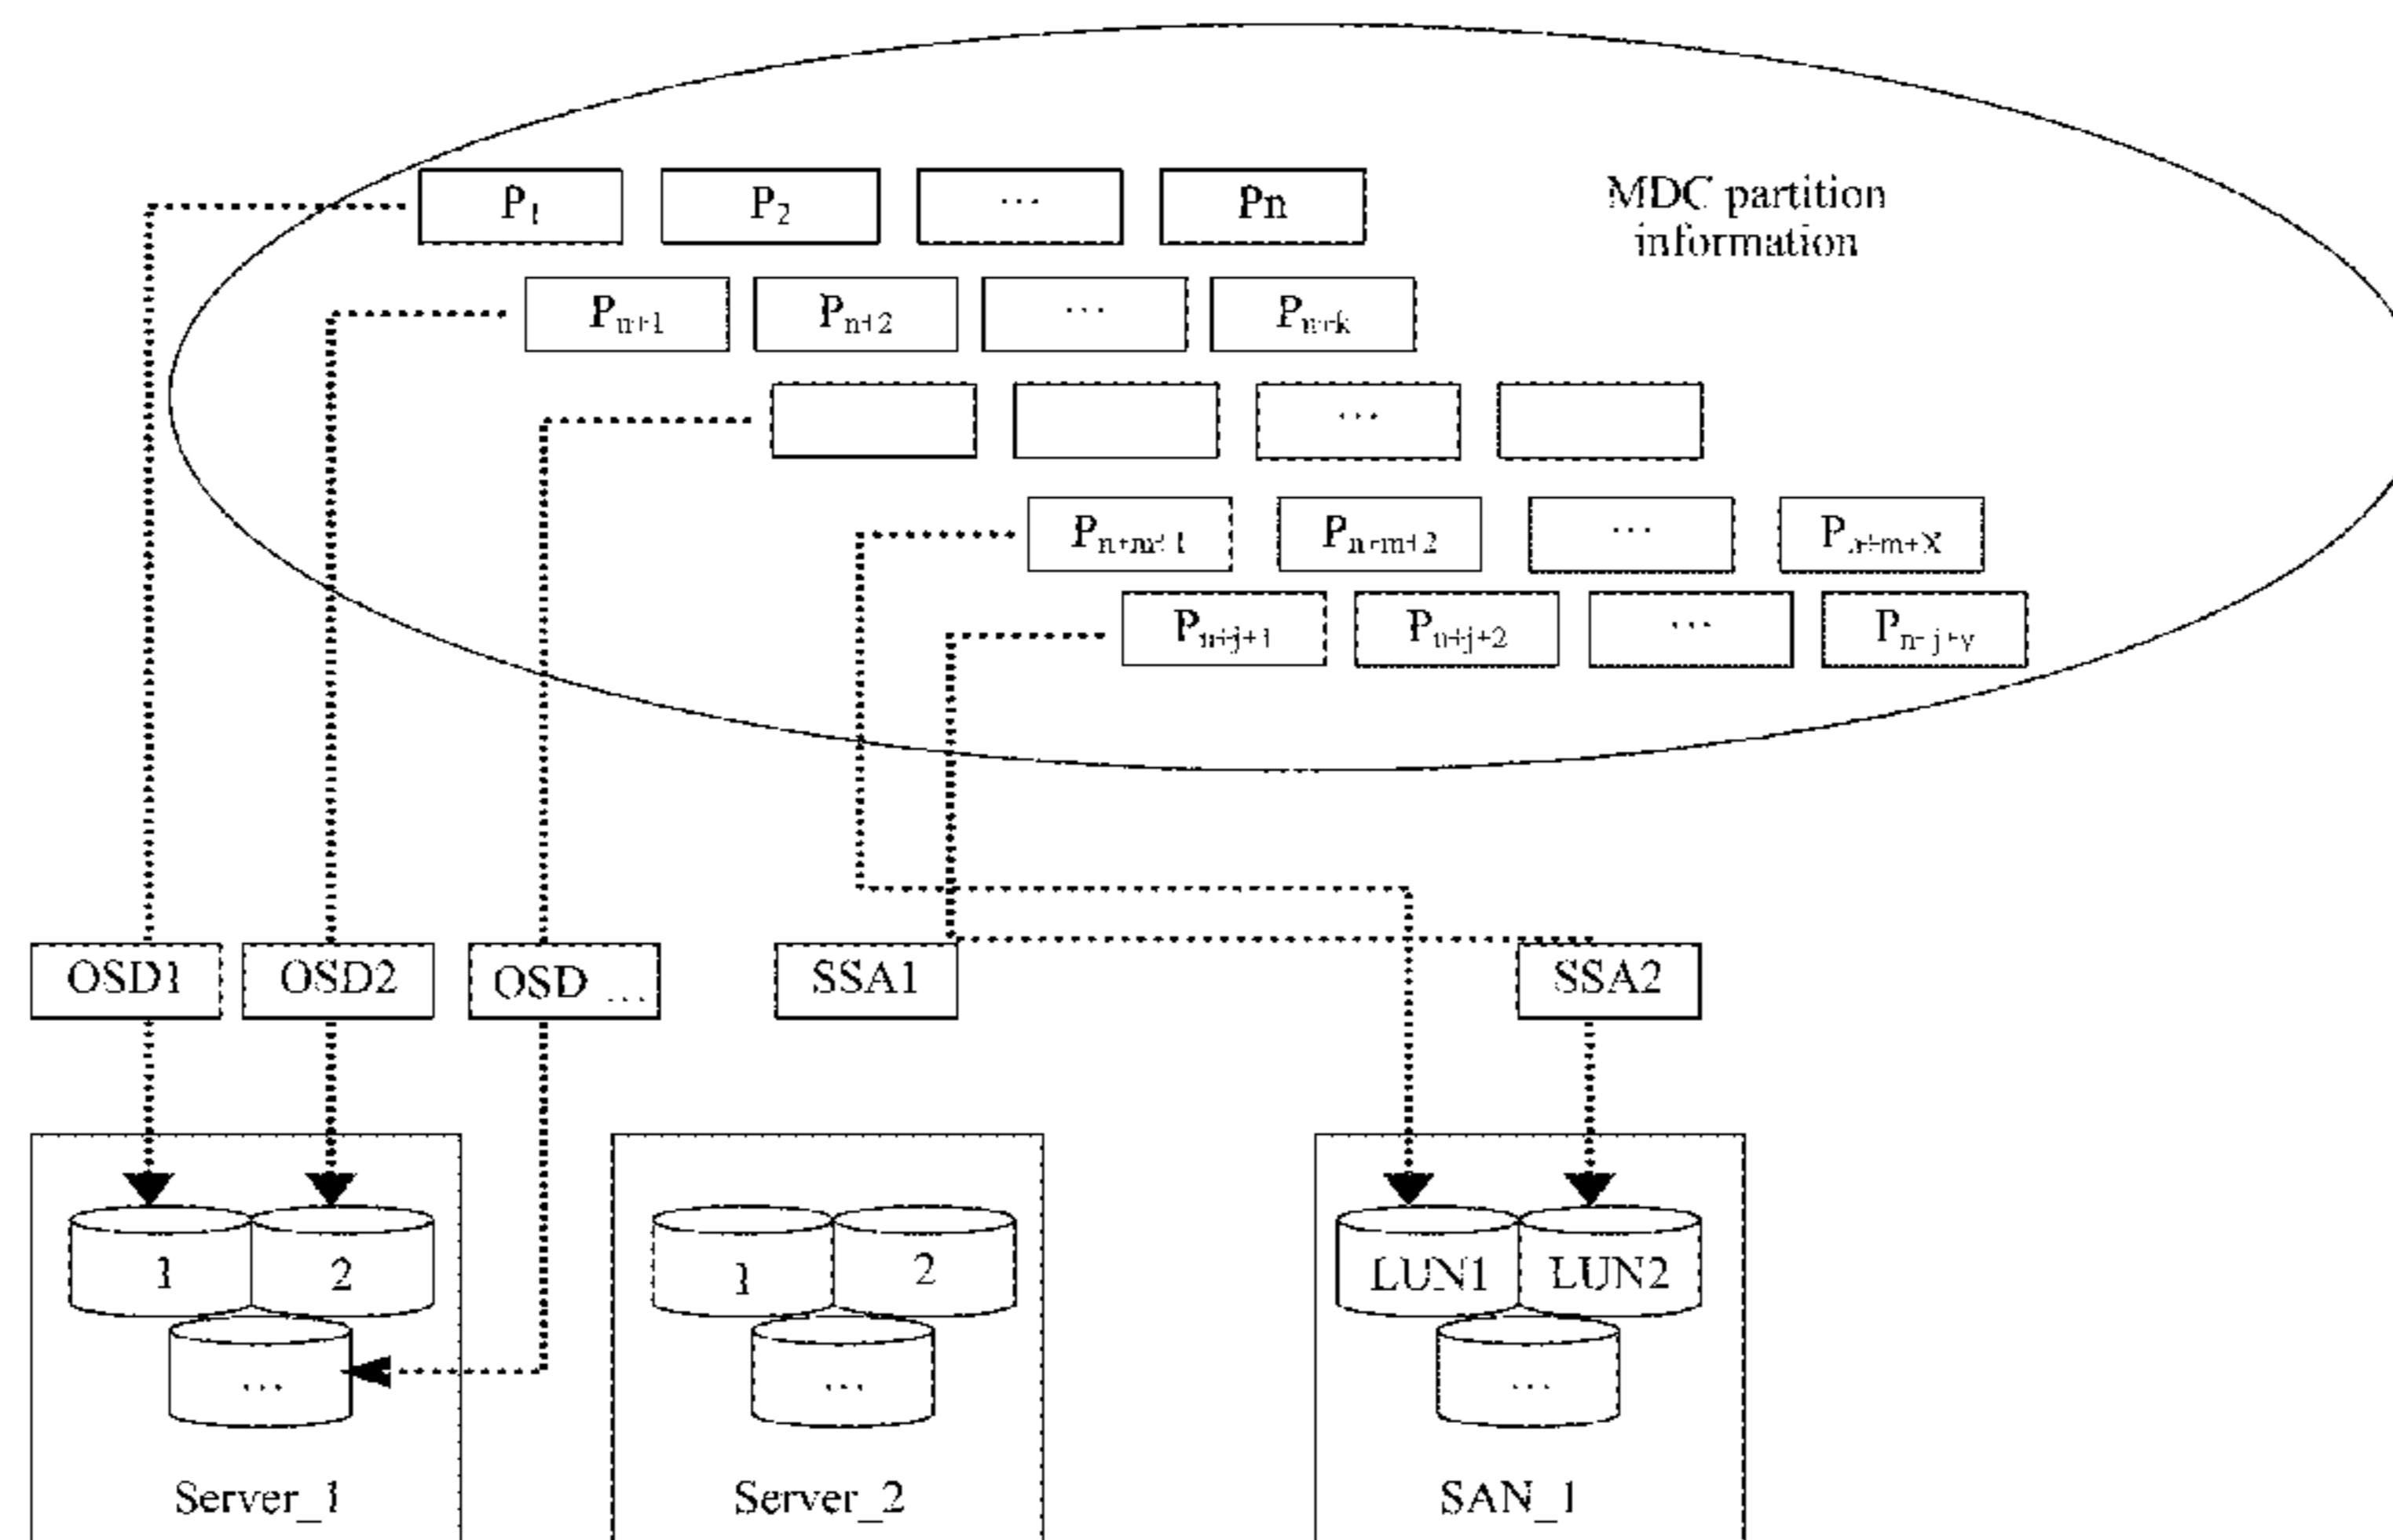 P1 P2 ... Pn
MDC partition
information
Pn+1 Pn+2 ... Pn+k
...
Pn+m+1 Pn+m+2 ... Pn+m+X
Pn+j+1 Pn+j+2 ... Pn+j+y
OSD1 OSD2 OSD ... SSA1 SSA2
1 2 1 2 LUN1 LUN2
... ... ...
Server_1 Server_2 SAN_1